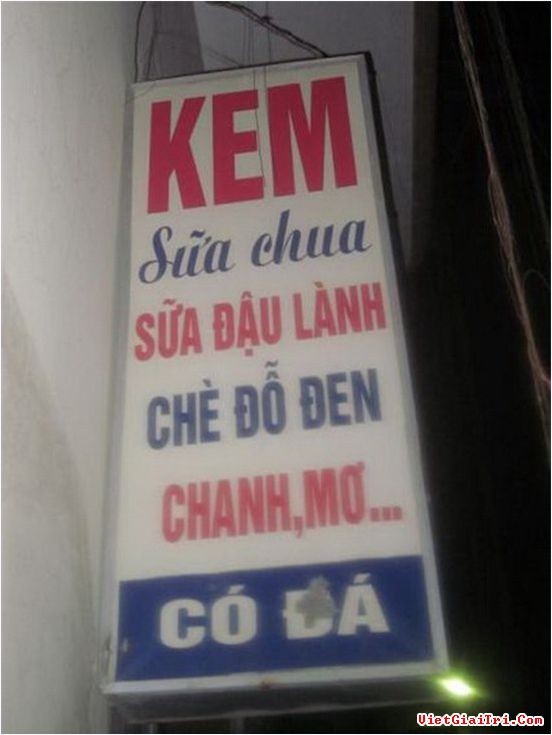 KEM
Sữa chua
SỮA ĐẬU LÀNH
CHÈ ĐỖ ĐEN
CHANH,MƠ...
CÓ ĐÁ
VietGiaiTri.Com